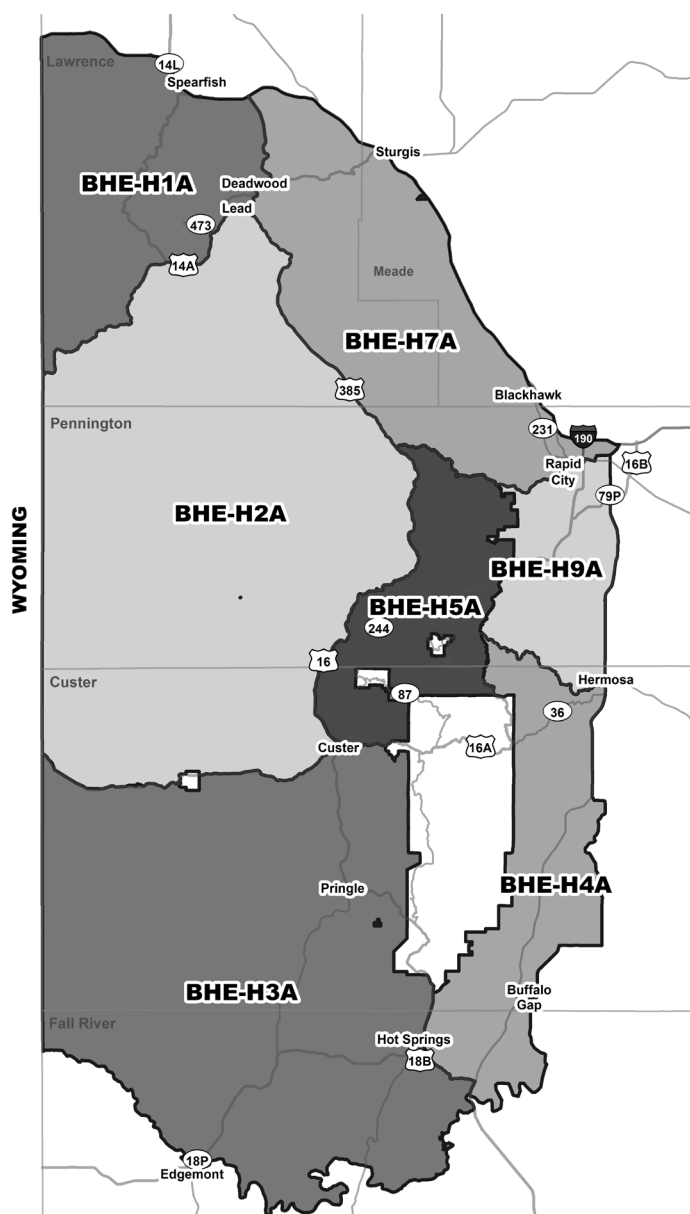 Lawrence
14L
Spearfish
Sturgis
BHE-H1A
Deadwood
Lead
473
14A
Meade
BHE-H7A
385
Blackhawk
Pennington
231
190
Rapid
City
16B
79P
WYOMING
BHE-H2A
BHE-H9A
BHE-H5A
244
16
Custer
Hermosa
87
36
Custer
16A
Pringle
BHE-H4A
BHE-H3A
Buffalo
Gap
Fall River
Hot Springs
18B
18P
Edgemont